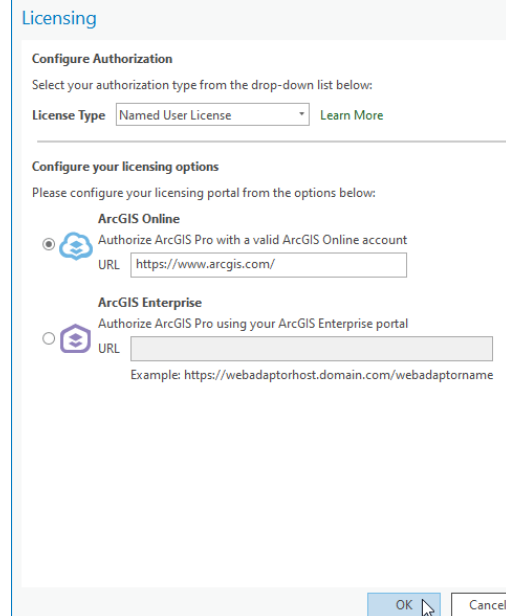 Licensing
Configure Authorization
Select your authorization type from the drop-down list below:
License Type Named User License Learn More
Configure your licensing options
Please configure your licensing portal from the options below:
ArcGIS Online
Authorize ArcGIS Pro with a valid ArcGIS Online account
URL https://www.arcgis.com/
ArcGIS Enterprise
Authorize ArcGIS Pro using your ArcGIS Enterprise portal
URL
Example: https://webadaptorhost.domain.com/webadaptorname
OK Cancel